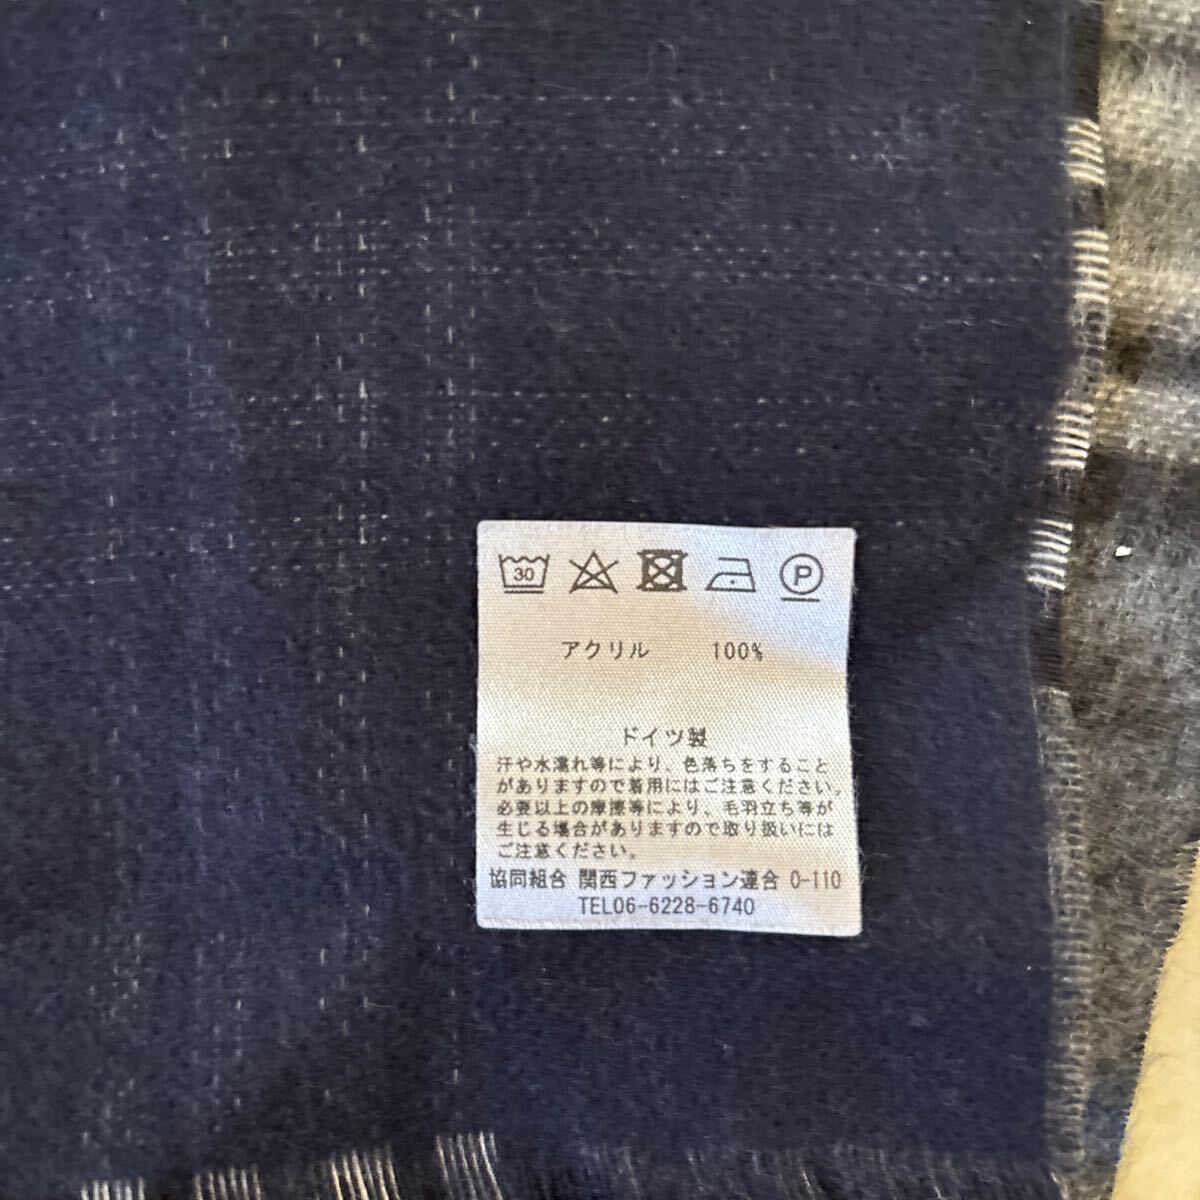 30 P
アクリル 100%
ドイツ製
汗や水濡れ等により、色落ちをすること
がありますので着用にはご注意ください。
必要以上の摩擦等により、毛羽立ち等が
生じる場合がありますので取り扱いには
ご注意ください。
協同組合 関西ファッション連合 0-110
TEL06-6228-6740